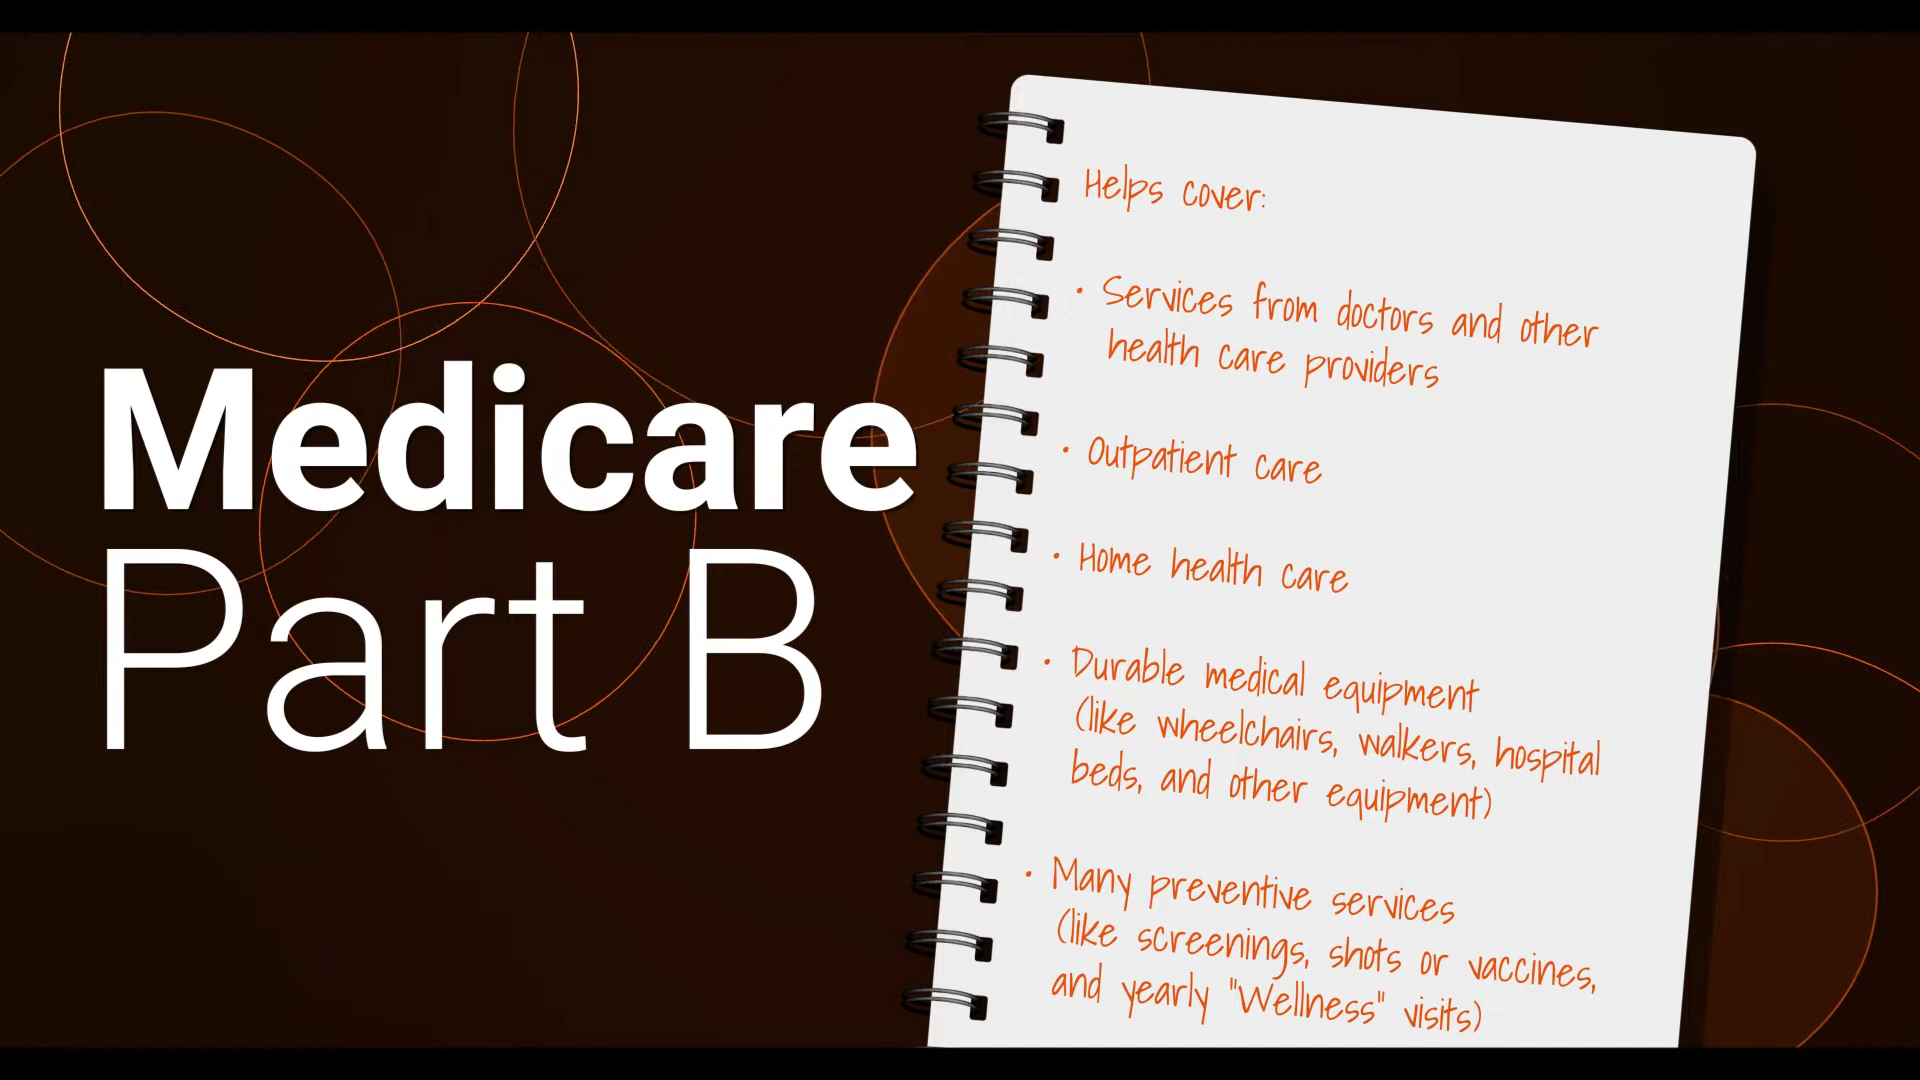 Medicare
Part B
Helps cover:
• Services from doctors and other
health care providers
• Outpatient care
• Home health care
• Durable medical equipment
(like wheelchairs, walkers, hospital
beds, and other equipment)
• Many preventive services
(like screenings, shots or vaccines,
and yearly "Wellness" visits)